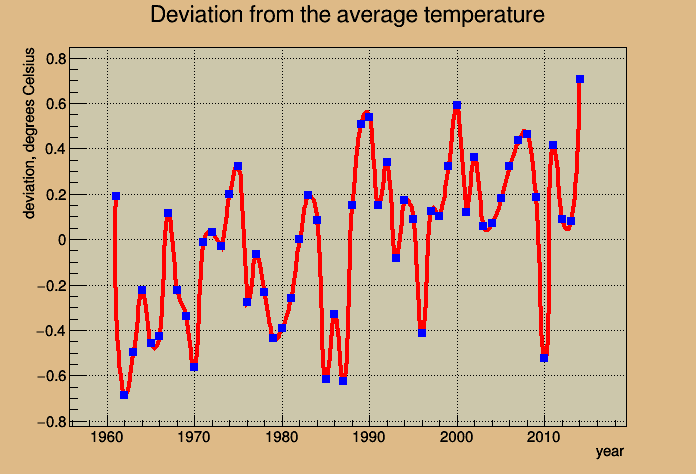 Deviation from the average temperature
deviation, degrees Celsius
0.8
0.6
0.4
0.2
0
−0.2
−0.4
−0.6
−0.8
1960 1970 1980 1990 2000 2010
year